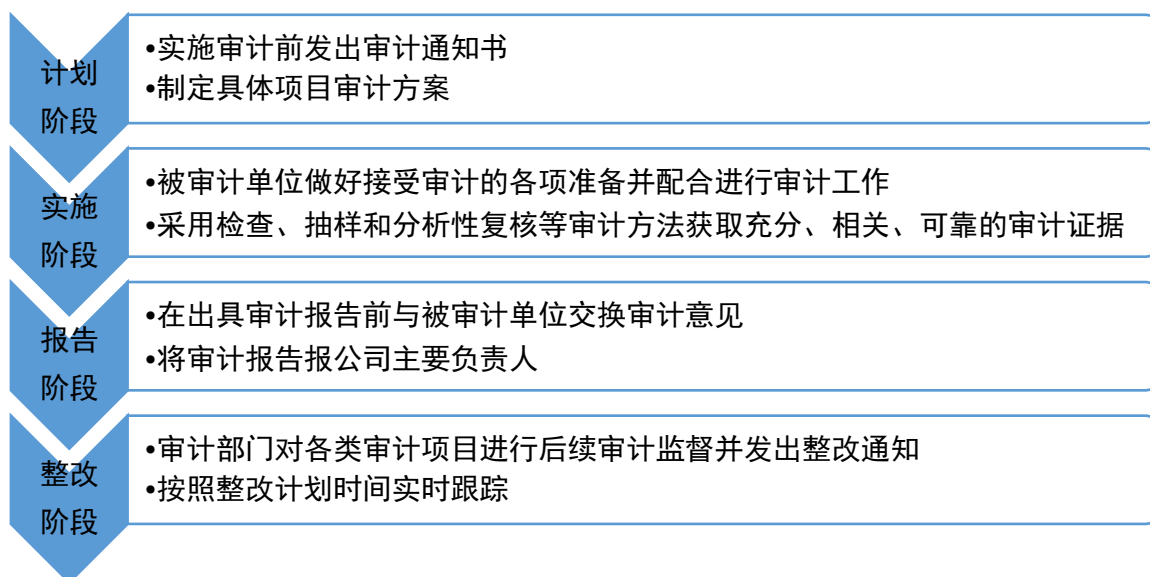 计划
阶段
•实施审计前发出审计通知书
•制定具体项目审计方案
实施
阶段
•被审计单位做好接受审计的各项准备并配合进行审计工作
•采用检查、抽样和分析性复核等审计方法获取充分、相关、可靠的审计证据
报告
阶段
•在出具审计报告前与被审计单位交换审计意见
•将审计报告报公司主要负责人
整改
阶段
•审计部门对各类审计项目进行后续审计监督并发出整改通知
•按照整改计划时间实时跟踪